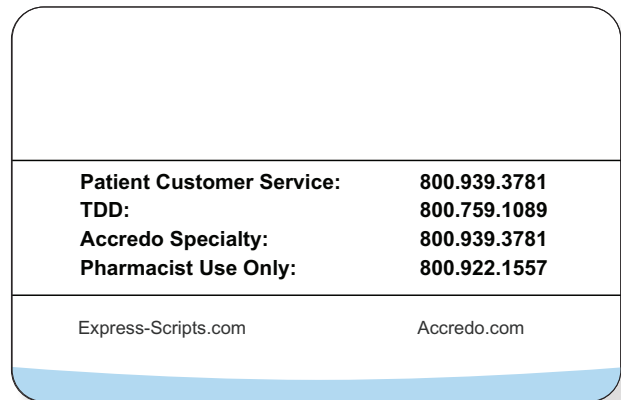 Patient Customer Service: 800.939.3781
TDD: 800.759.1089
Accredo Specialty: 800.939.3781
Pharmacist Use Only: 800.922.1557
Express-Scripts.com Accredo.com